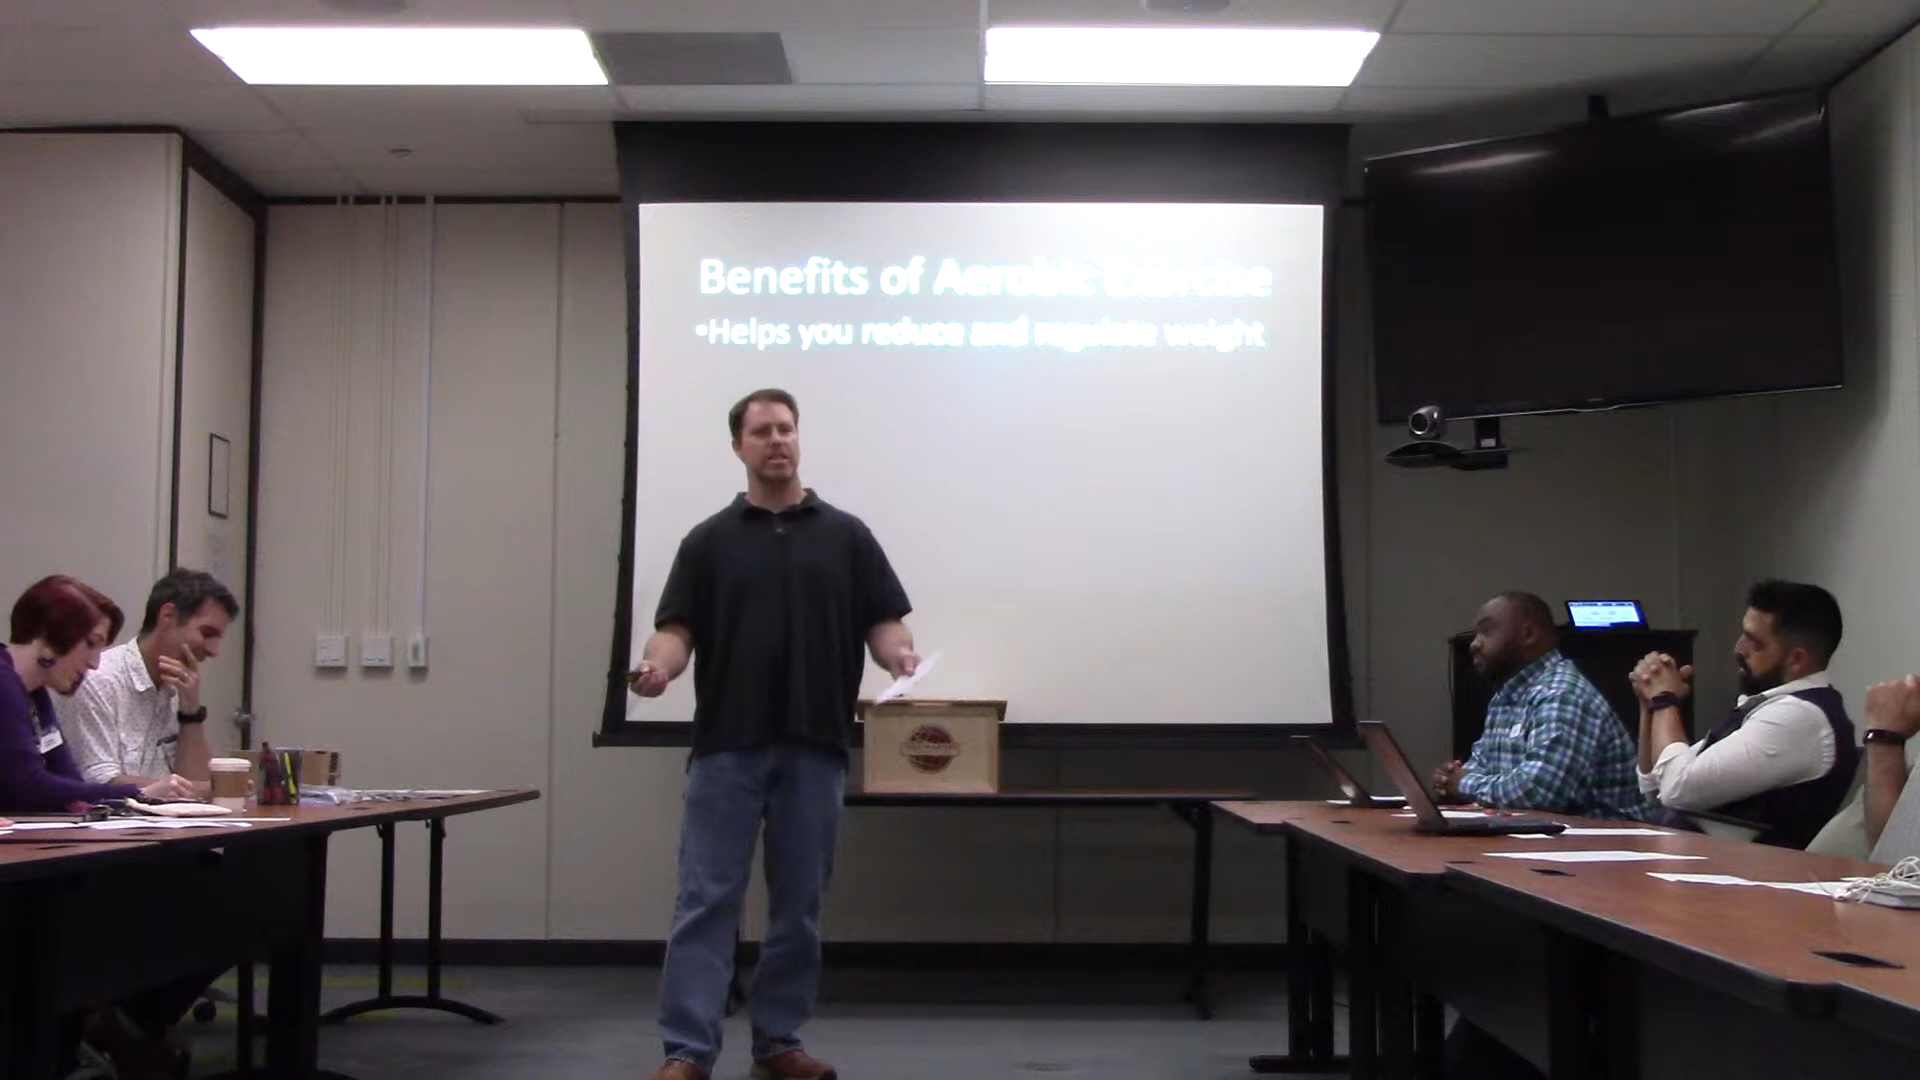 Benefits of Aerobic Exercise
•Helps you reduce and regulate weight